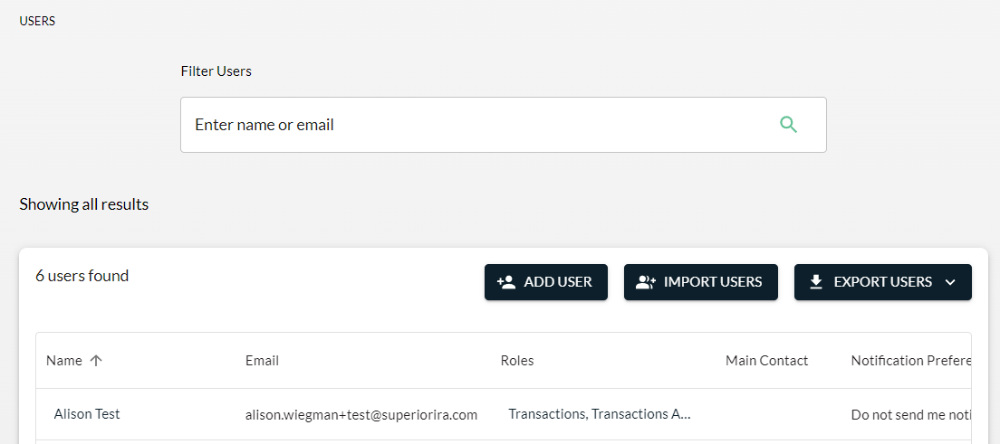 USERS
Filter Users
Enter name or email
Showing all results
6 users found
ADD USER
IMPORT USERS
EXPORT USERS
Name Email Roles Main Contact Notification Prefere
Alison Test alison.wiegman+test@superiorira.com Transactions, Transactions A... Do not send me noti